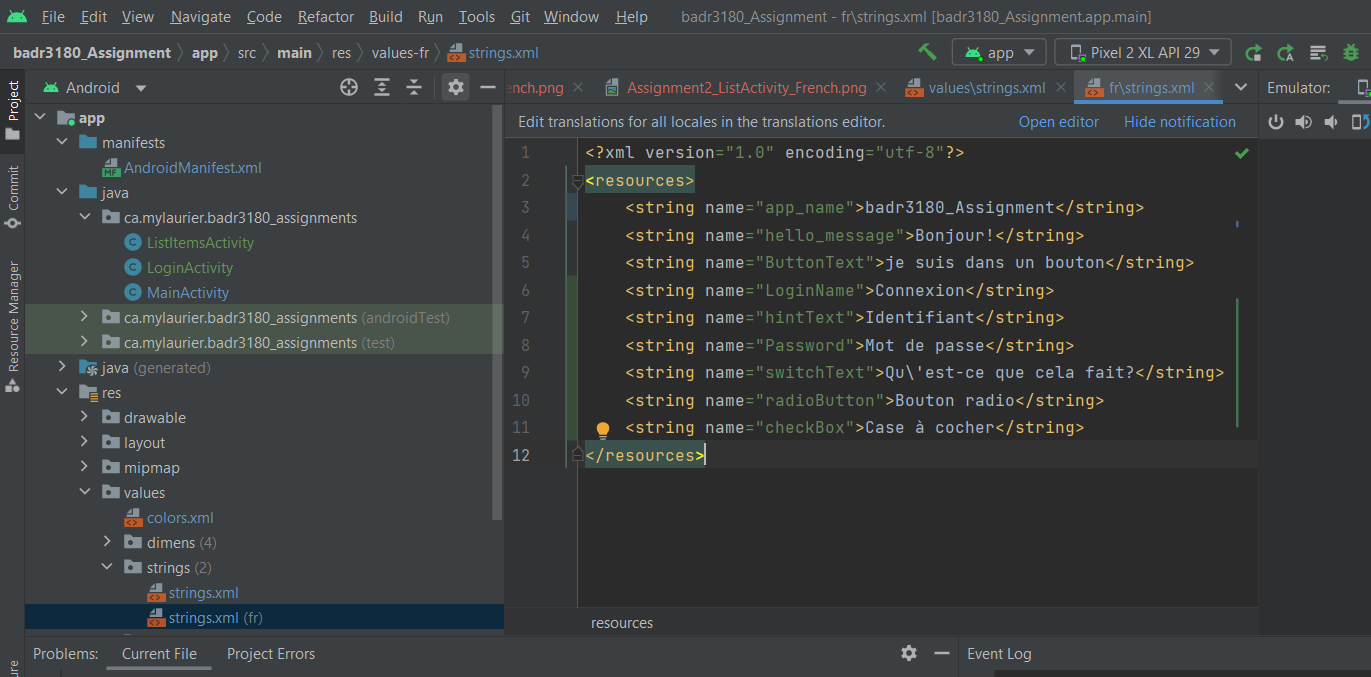 File Edit View Navigate Code Refactor Build Run Tools Git Window Help badr3180_Assignment - fr\strings.xml [badr3180_Assignment.app.main]
badr3180_Assignment app src main res values-fr strings.xml app Pixel 2 XL API 29
Project
Commit
Resource Manager
Android
ench.png Assignment2_ListActivity_French.png values\strings.xml fr\strings.xml Emulator:
Edit translations for all locales in the translations editor. Open editor Hide notification
app
manifests
AndroidManifest.xml
java
ca.mylaurier.badr3180_assignments
ListItemsActivity
LoginActivity
MainActivity
ca.mylaurier.badr3180_assignments (androidTest)
ca.mylaurier.badr3180_assignments (test)
java (generated)
res
drawable
layout
mipmap
values
colors.xml
dimens (4)
strings (2)
strings.xml
strings.xml (fr)
1 <?xml version="1.0" encoding="utf-8"?>
2 <resources>
3 <string name="app_name">badr3180_Assignment</string>
4 <string name="hello_message">Bonjour!</string>
5 <string name="ButtonText">je suis dans un bouton</string>
6 <string name="LoginName">Connexion</string>
7 <string name="hintText">Identifiant</string>
8 <string name="Password">Mot de passe</string>
9 <string name="switchText">Qu\'est-ce que cela fait?</string>
10 <string name="radioButton">Bouton radio</string>
11 <string name="checkBox">Case à cocher</string>
12 </resources>
resources
Problems: Current File Project Errors Event Log